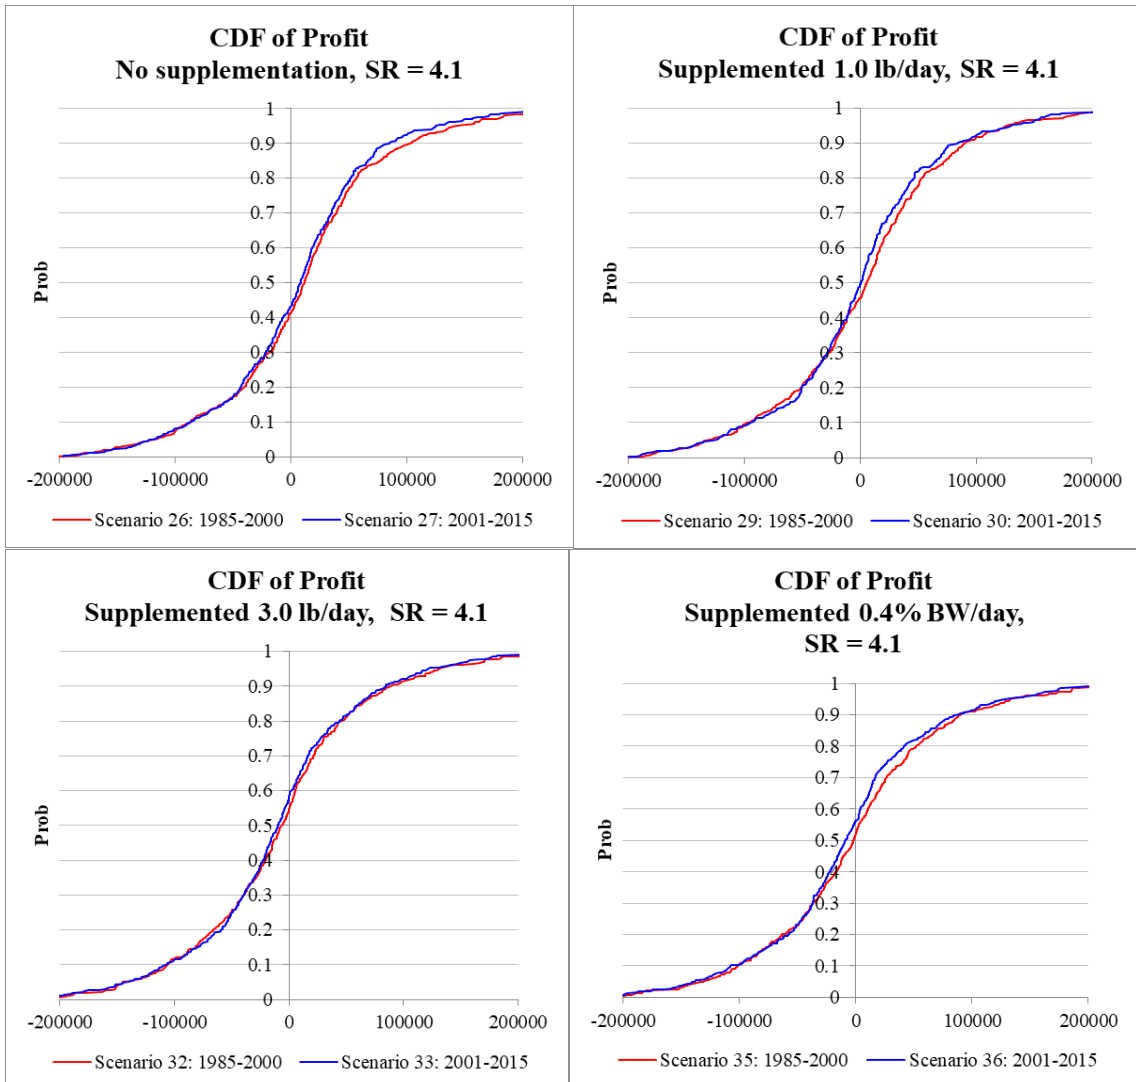 CDF of Profit
No supplementation, SR = 4.1
1
0.9
0.8
0.7
0.6
0.5
0.4
0.3
0.2
0.1
0
Prob
-200000 -100000 0 100000 200000
Scenario 26: 1985-2000 Scenario 27: 2001-2015
CDF of Profit
Supplemented 1.0 lb/day, SR = 4.1
1
0.9
0.8
0.7
0.6
0.5
0.4
0.3
0.2
0.1
0
Prob
-200000 -100000 0 100000 200000
Scenario 29: 1985-2000 Scenario 30: 2001-2015
CDF of Profit
Supplemented 3.0 lb/day, SR = 4.1
1
0.9
0.8
0.7
0.6
0.5
0.4
0.3
0.2
0.1
0
Prob
-200000 -100000 0 100000 200000
Scenario 32: 1985-2000 Scenario 33: 2001-2015
CDF of Profit
Supplemented 0.4% BW/day,
SR = 4.1
1
0.9
0.8
0.7
0.6
0.5
0.4
0.3
0.2
0.1
0
Prob
-200000 -100000 0 100000 200000
Scenario 35: 1985-2000 Scenario 36: 2001-2015